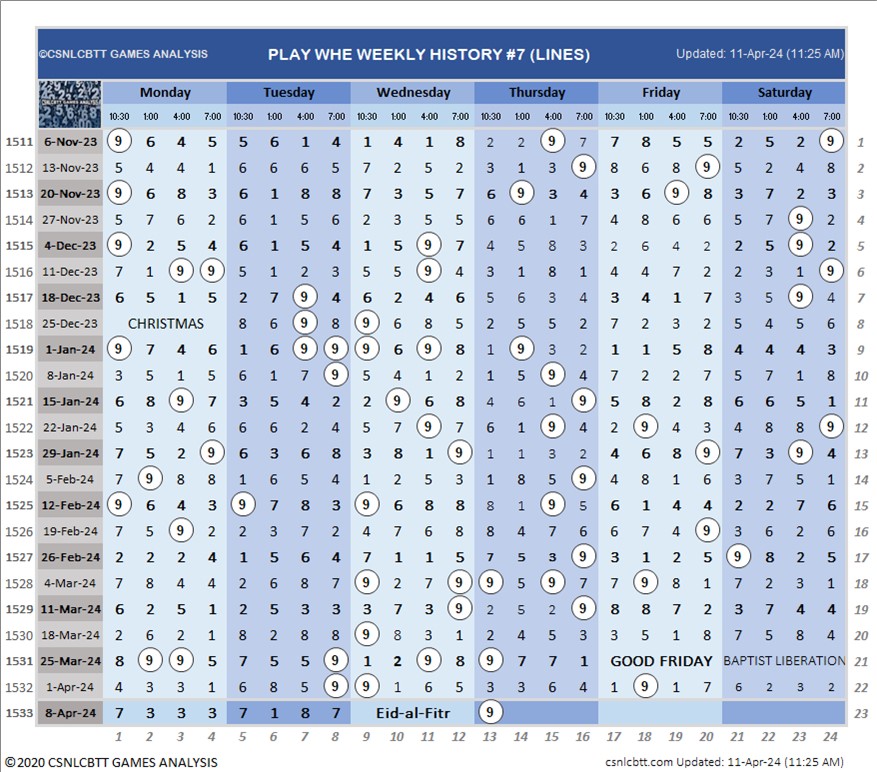 ©CSNLCBTT GAMES ANALYSIS PLAY WHE WEEKLY HISTORY #7 (LINES) Updated: 11-Apr-24 (11:25 AM)
CSNLCBTT GAMES ANALYSIS Monday Tuesday Wednesday Thursday Friday Saturday
10:30 1:00 4:00 7:00 10:30 1:00 4:00 7:00 10:30 1:00 4:00 7:00 10:30 1:00 4:00 7:00 10:30 1:00 4:00 7:00 10:30 1:00 4:00 7:00
1511 6-Nov-23 9 6 4 5 5 6 1 4 1 4 1 8 2 2 9 7 7 8 5 5 2 5 2 9 1
1512 13-Nov-23 5 4 4 1 6 6 6 5 7 2 5 2 3 1 3 9 8 6 8 9 5 2 4 8 2
1513 20-Nov-23 9 6 8 3 6 1 8 8 7 3 5 7 6 9 3 4 3 6 9 8 3 7 2 3 3
1514 27-Nov-23 5 7 6 2 6 1 5 6 2 3 5 5 6 6 1 7 4 8 6 6 5 7 9 2 4
1515 4-Dec-23 9 2 5 4 6 1 5 4 1 5 9 7 4 5 8 3 2 6 4 2 2 5 9 2 5
1516 11-Dec-23 7 1 9 9 5 1 2 3 5 6 9 4 3 1 8 1 4 4 7 2 2 3 1 9 6
1517 18-Dec-23 6 5 1 5 2 7 9 4 6 2 4 6 5 6 3 4 3 4 1 7 3 5 9 4 7
1518 25-Dec-23 CHRISTMAS 8 6 9 8 9 6 8 5 2 5 5 2 7 2 3 2 5 4 5 6 8
1519 1-Jan-24 9 7 4 6 1 6 9 9 9 6 9 8 1 9 3 2 1 1 5 8 4 4 4 3 9
1520 8-Jan-24 3 5 1 5 6 1 7 9 5 4 1 2 1 5 9 4 7 2 2 7 5 7 1 8 10
1521 15-Jan-24 6 8 9 7 3 5 4 2 2 9 6 8 4 6 1 9 5 8 2 8 6 6 5 1 11
1522 22-Jan-24 5 3 4 6 6 6 2 4 5 7 9 5 6 1 9 4 2 9 4 3 4 8 8 9 12
1523 29-Jan-24 7 5 2 9 6 3 6 8 3 8 1 9 1 1 3 2 4 6 8 9 7 3 9 4 13
1524 5-Feb-24 7 9 8 8 1 6 5 4 1 2 5 3 1 8 5 9 4 8 1 6 3 7 5 1 14
1525 12-Feb-24 9 6 4 3 9 7 8 3 9 6 8 8 8 1 9 5 6 1 4 4 2 2 7 6 15
1526 19-Feb-24 7 5 9 2 2 3 7 2 4 7 6 8 8 4 7 6 6 7 4 9 3 6 2 6 16
1527 26-Feb-24 2 2 2 4 1 5 6 4 7 1 1 5 7 5 3 9 3 1 2 5 9 8 2 5 17
1528 4-Mar-24 7 8 4 4 2 6 8 7 9 2 7 9 9 5 9 7 7 9 8 1 7 2 3 1 18
1529 11-Mar-24 6 2 5 1 2 5 3 3 3 7 3 9 2 5 2 9 8 8 7 2 3 7 4 4 19
1530 18-Mar-24 2 6 2 1 8 2 8 8 9 8 3 1 2 4 5 3 3 5 1 8 7 5 8 4 20
1531 25-Mar-24 8 9 9 5 7 5 5 9 1 2 9 8 9 7 7 1 GOOD FRIDAY BAPTIST LIBERATION 21
1532 1-Apr-24 4 3 3 1 6 8 5 9 9 1 6 5 3 3 6 4 1 9 1 7 6 2 3 2 22
1533 8-Apr-24 7 3 3 3 7 1 8 7 Eid-al-Fitr 9 23
1 2 3 4 5 6 7 8 9 10 11 12 13 14 15 16 17 18 19 20 21 22 23 24
©2020 CSNLCBTT GAMES ANALYSIS csnlcbtt.com Updated: 11-Apr-24 (11:25 AM)